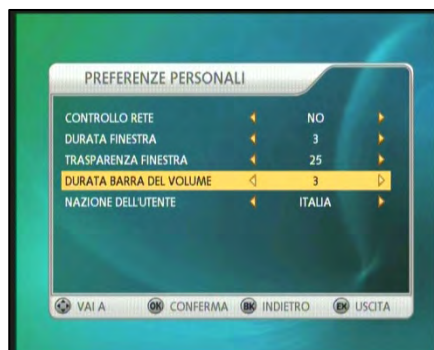 PREFERENZE PERSONALI
CONTROLLO RETE NO
DURATA FINESTRA 3
TRASPARENZA FINESTRA 25
DURATA BARRA DEL VOLUME 3
NAZIONE DELL'UTENTE ITALIA
VAI A OK CONFERMA BK INDIETRO EX USCITA